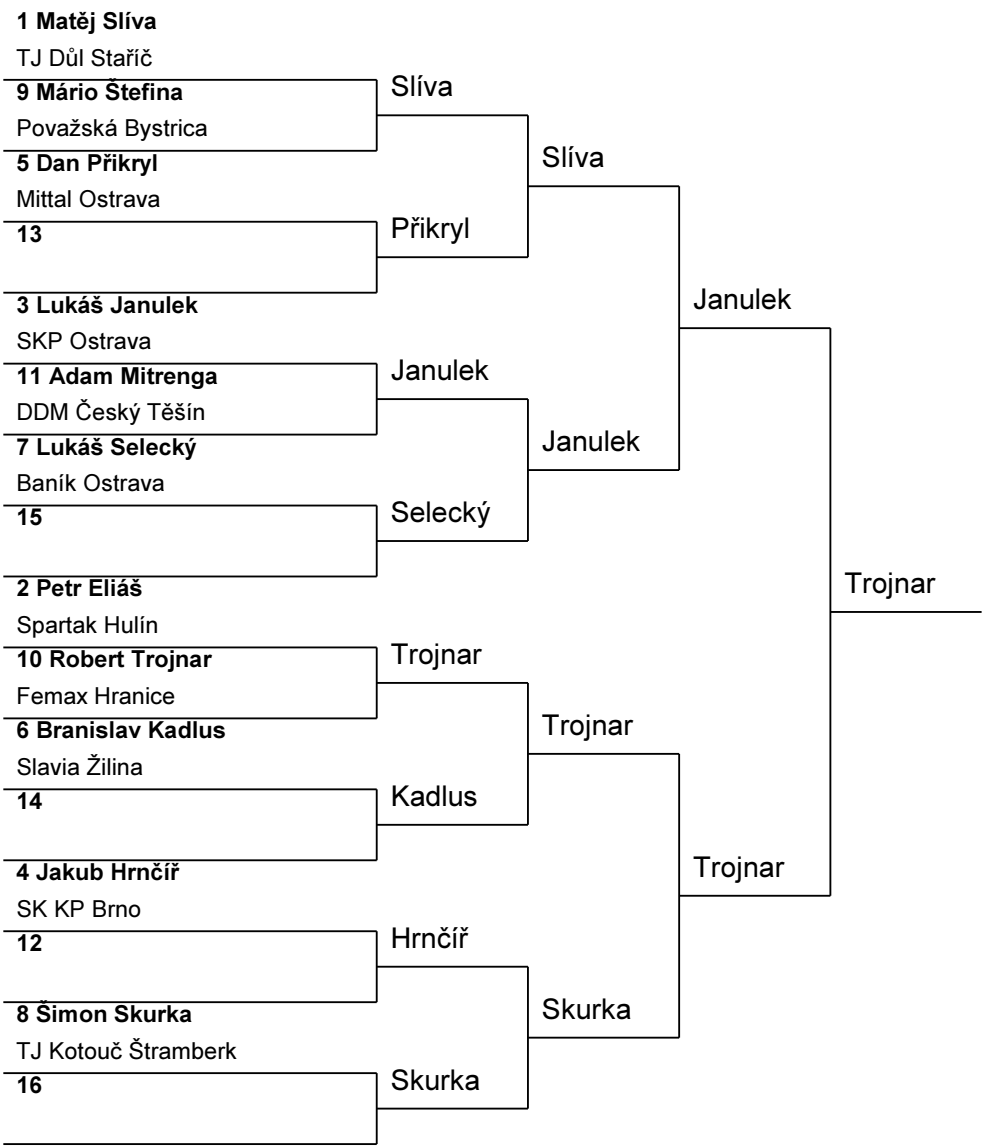 1 Matěj Slíva
TJ Důl Staříč
9 Mário Štefina
Považská Bystrica
5 Dan Přikryl
Mittal Ostrava
13
3 Lukáš Janulek
SKP Ostrava
11 Adam Mitrenga
DDM Český Těšín
7 Lukáš Selecký
Baník Ostrava
15
2 Petr Eliáš
Spartak Hulín
10 Robert Trojnar
Femax Hranice
6 Branislav Kadlus
Slavia Žilina
14
4 Jakub Hrnčíř
SK KP Brno
12
8 Šimon Skurka
TJ Kotouč Štramberk
16
Slíva
Přikryl
Janulek
Selecký
Trojnar
Kadlus
Hrnčíř
Skurka
Slíva
Janulek
Trojnar
Skurka
Janulek
Trojnar
Trojnar